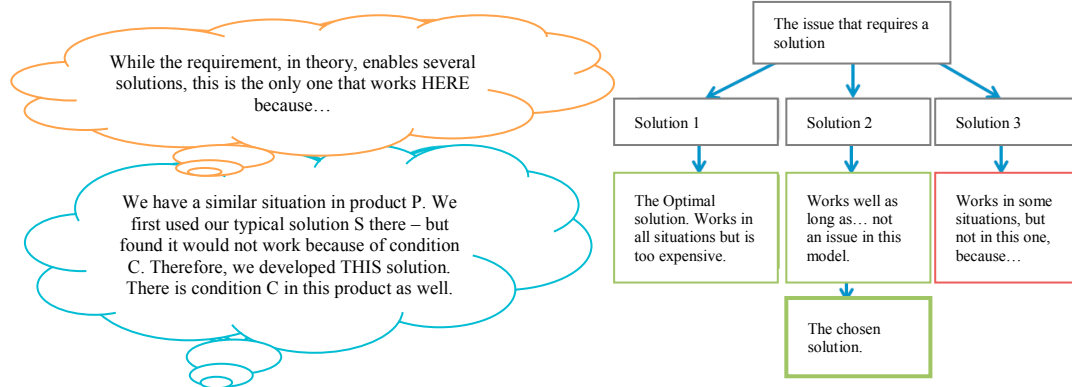 While the requirement, in theory, enables several
solutions, this is the only one that works HERE
because…
We have a similar situation in product P. We
first used our typical solution S there – but
found it would not work because of condition
C. Therefore, we developed THIS solution.
There is condition C in this product as well.
The issue that requires a
solution
Solution 1
Solution 2
Solution 3
The Optimal
solution. Works in
all situations but is
too expensive.
Works well as
long as… not
an issue in this
model.
Works in some
situations, but
not in this one,
because…
The chosen
solution.